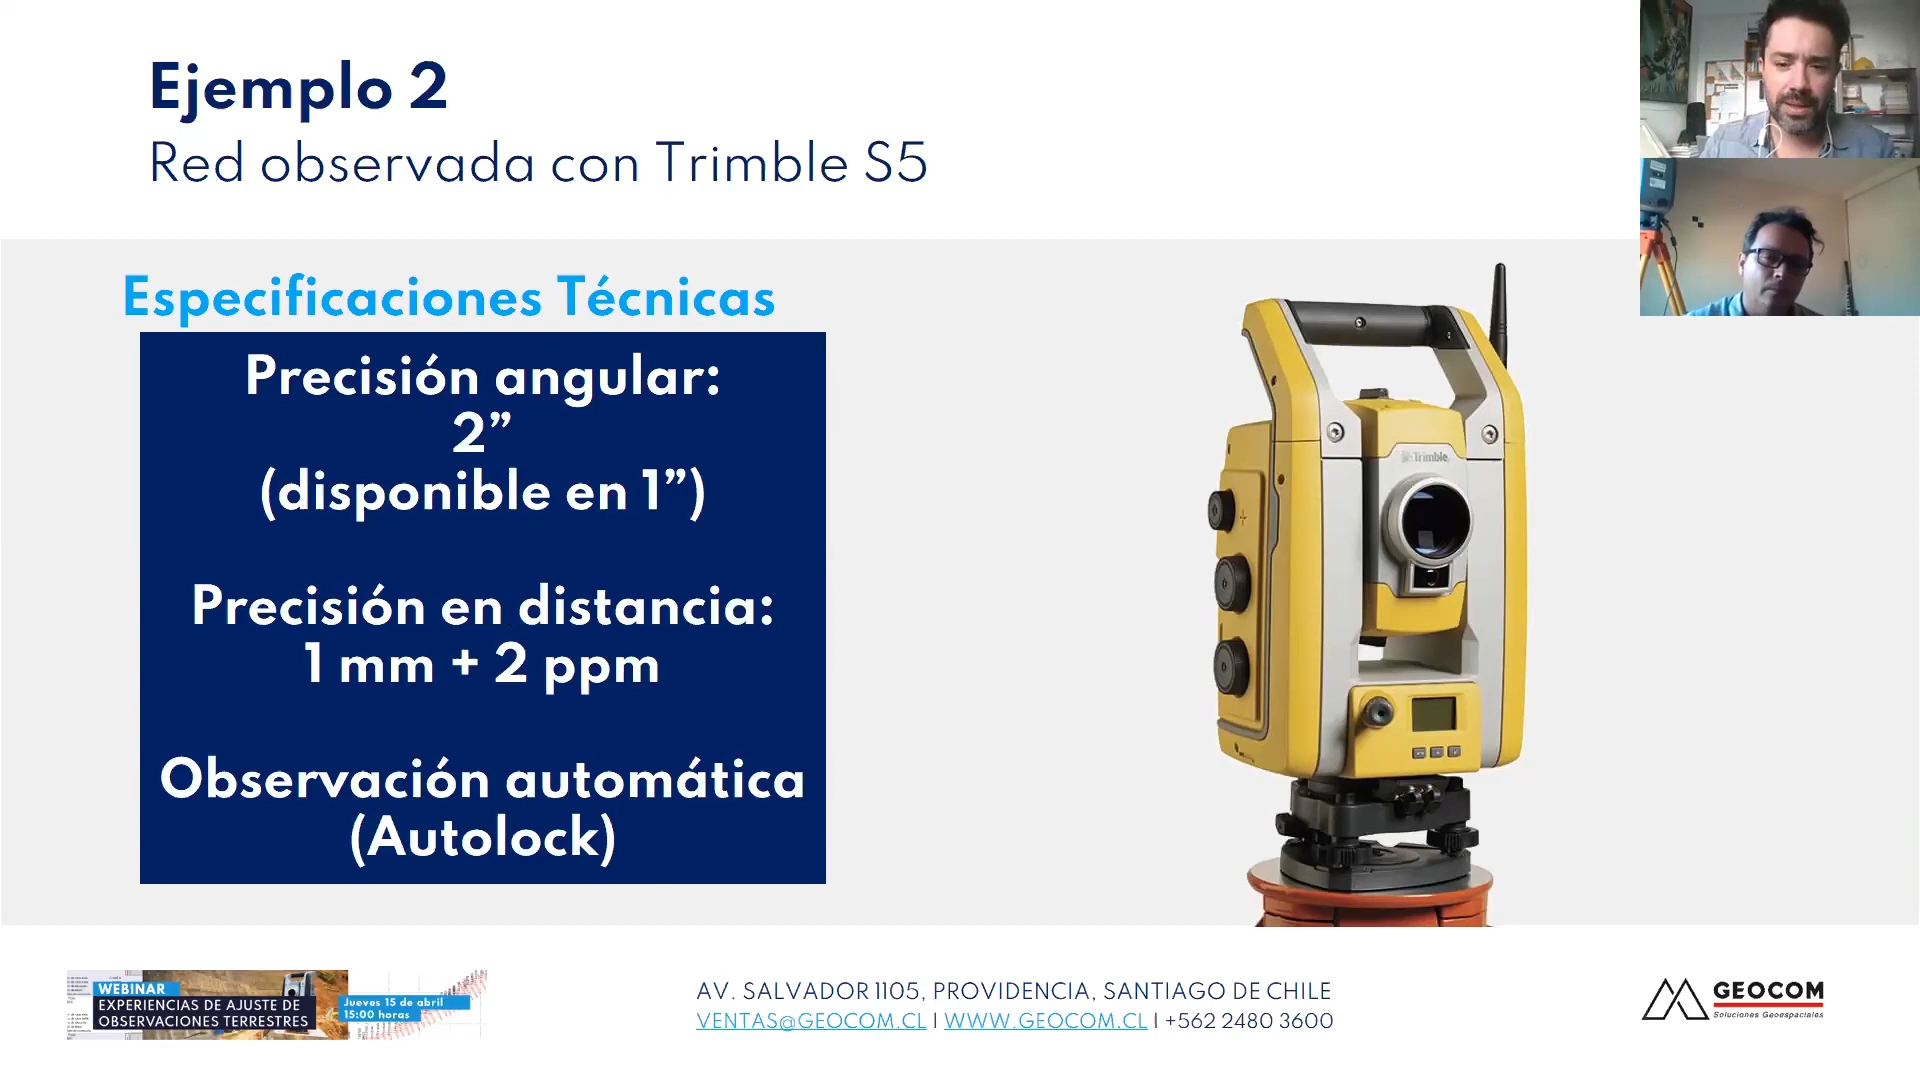 Ejemplo 2
Red observada con Trimble S5
Especificaciones Técnicas
Precisión angular:
2”
(disponible en 1”)
Precisión en distancia:
1 mm + 2 ppm
Observación automática
(Autolock)
Trimble
WEBINAR
EXPERIENCIAS DE AJUSTE DE
OBSERVACIONES TERRESTRES
Jueves 15 de abril
15:00 horas
AV. SALVADOR 1105, PROVIDENCIA, SANTIAGO DE CHILE
VENTAS@GEOCOM.CL | WWW.GEOCOM.CL | +562 2480 3600
GEOCOM
Soluciones Geoespaciales